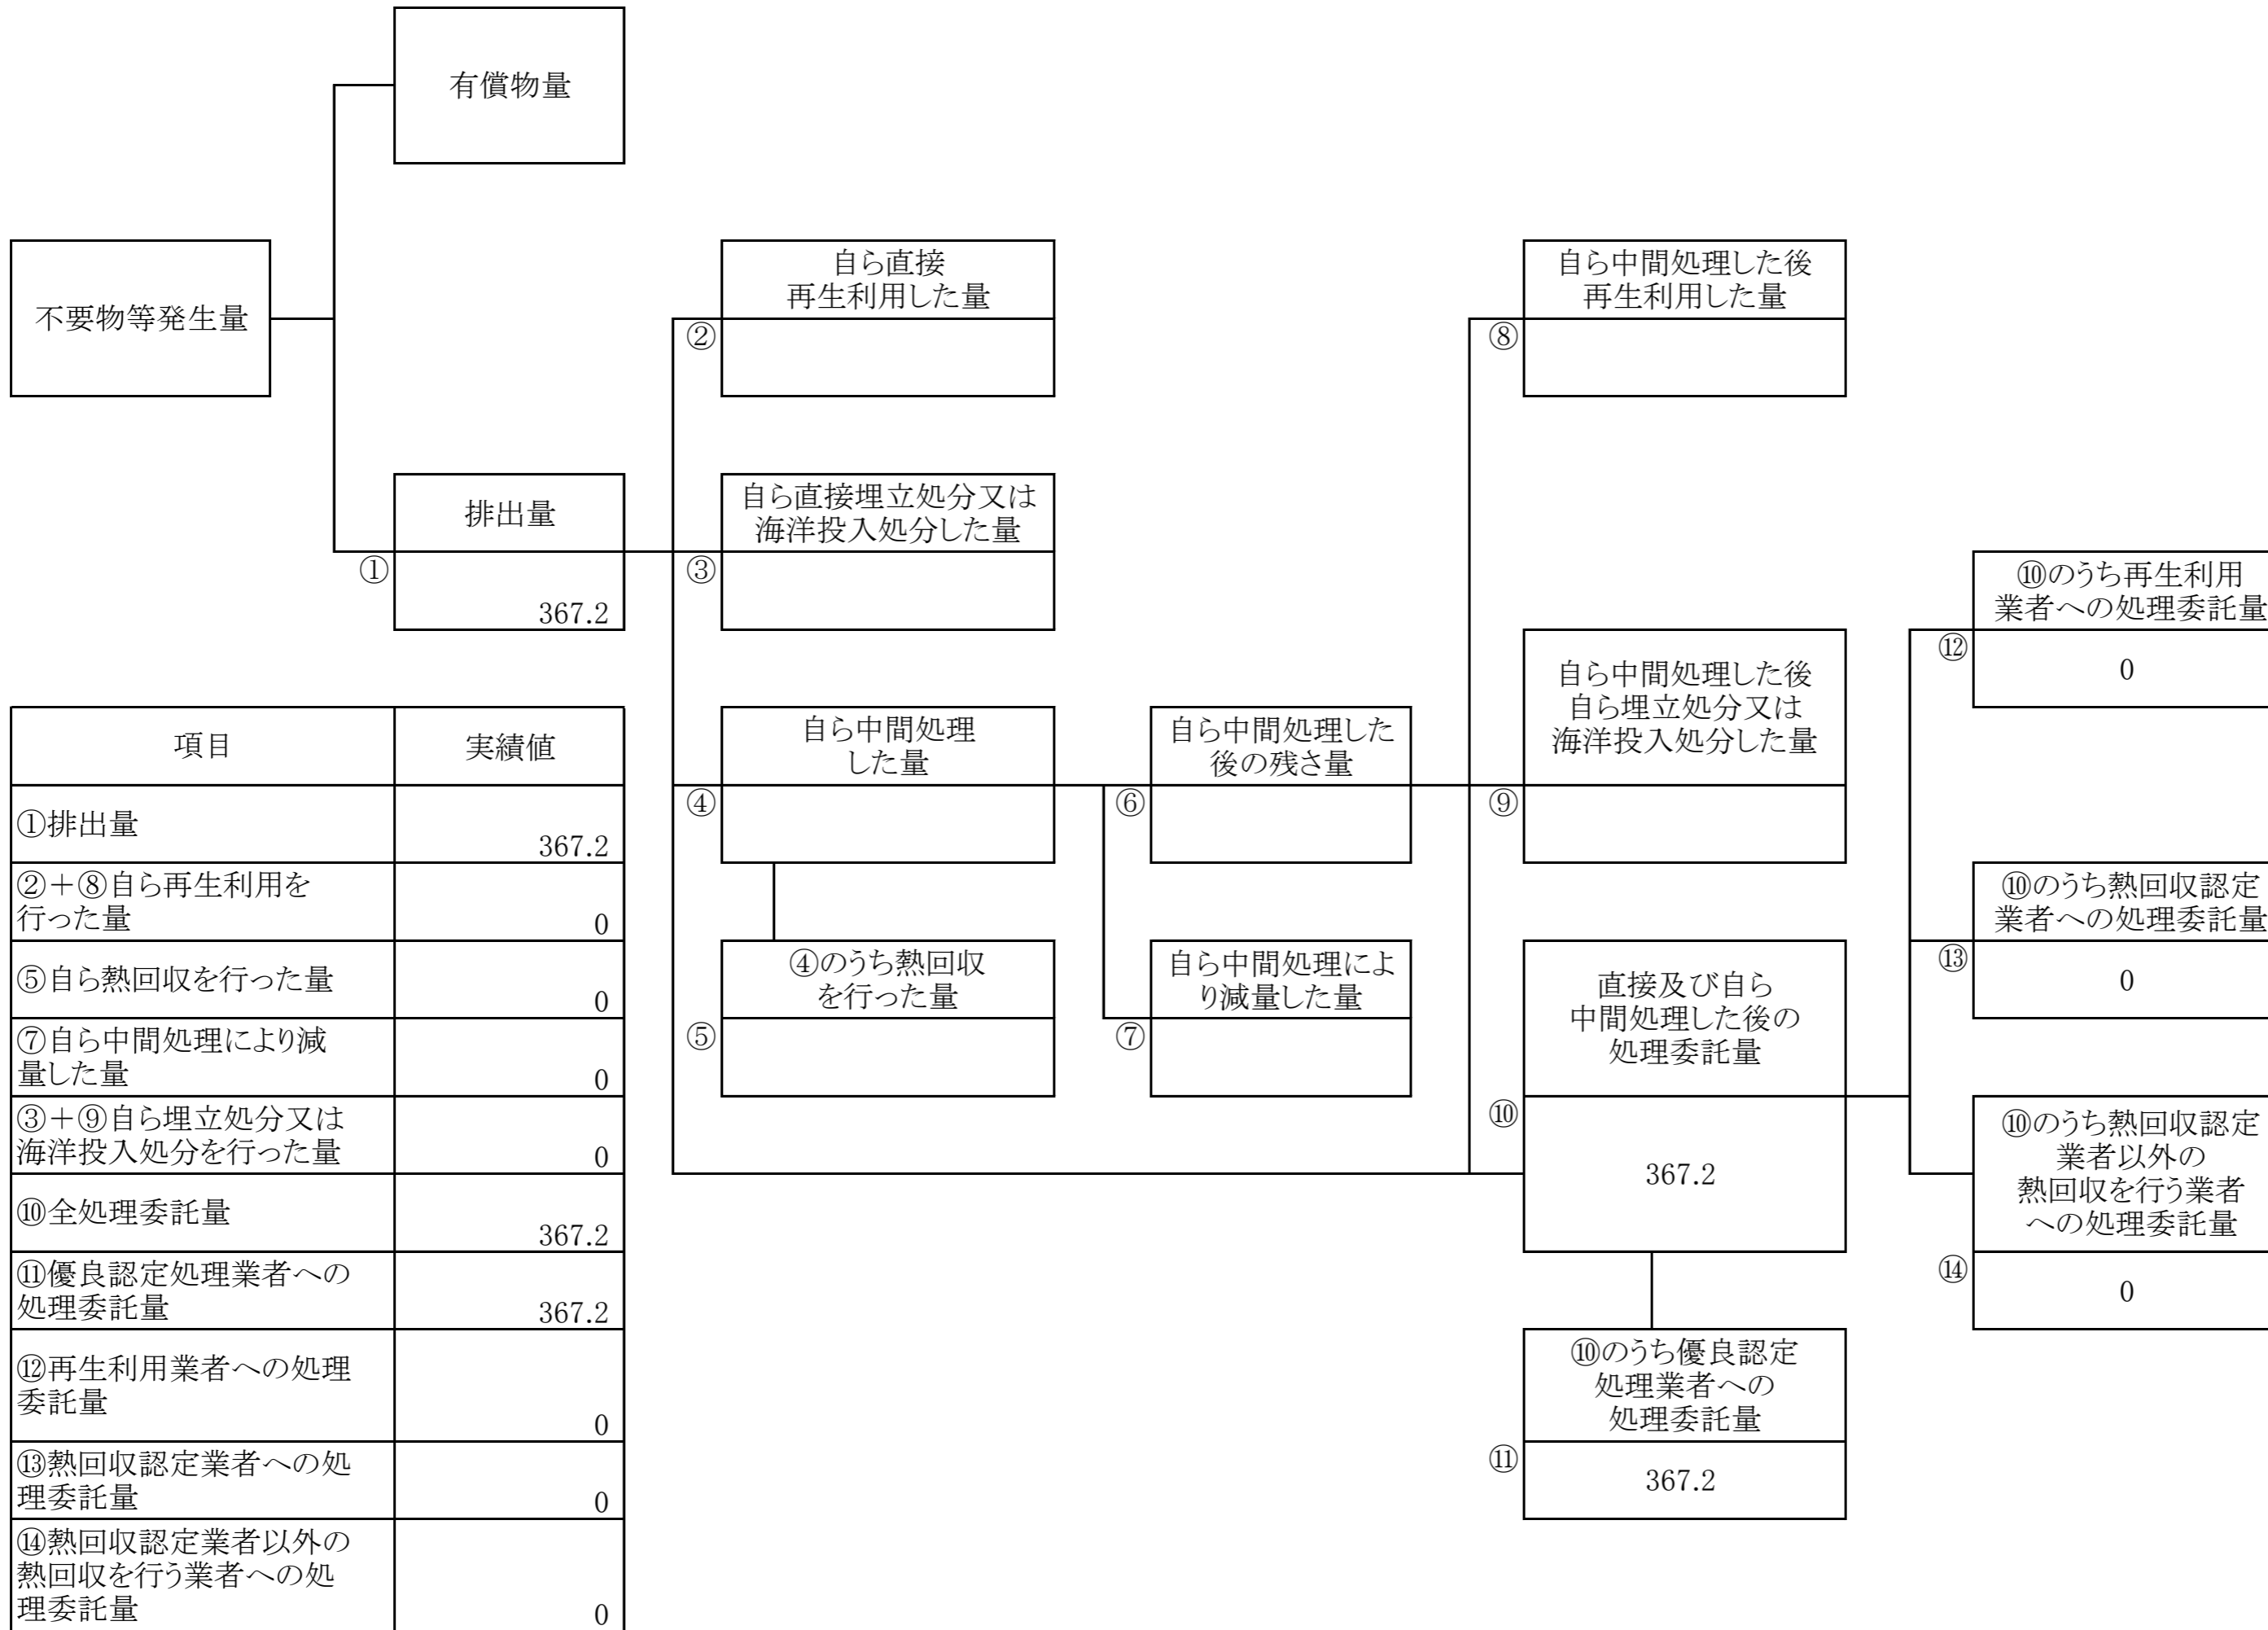 有償物量
不要物等発生量
自ら直接
再生利用した量
②
自ら中間処理した後
再生利用した量
⑧
排出量
①
367.2
自ら直接埋立処分又は
海洋投入処分した量
③
⑩のうち再生利用
業者への処理委託量
⑫
0
自ら中間処理
した量
④
自ら中間処理した
後の残さ量
⑥
自ら中間処理した後
自ら埋立処分又は
海洋投入処分した量
⑨
⑩のうち熱回収認定
業者への処理委託量
⑬
0
④のうち熱回収
を行った量
⑤
自ら中間処理によ
り減量した量
⑦
直接及び自ら
中間処理した後の
処理委託量
⑩
367.2
⑩のうち熱回収認定
業者以外の
熱回収を行う業者
への処理委託量
⑭
0
⑩のうち優良認定
処理業者への
処理委託量
⑪
367.2
項目 実績値
①排出量
367.2
②＋⑧自ら再生利用を
行った量 0
⑤自ら熱回収を行った量
0
⑦自ら中間処理により減
量した量 0
③＋⑨自ら埋立処分又は
海洋投入処分を行った量 0
⑩全処理委託量
367.2
⑪優良認定処理業者への
処理委託量 367.2
⑫再生利用業者への処理
委託量
0
⑬熱回収認定業者への処
理委託量 0
⑭熱回収認定業者以外の
熱回収を行う業者への処
理委託量 0